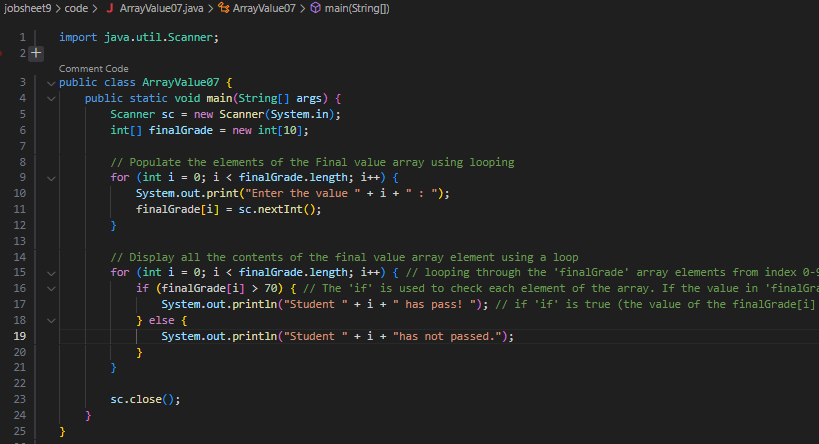 jobsheet9 > code > J ArrayValue07.java > ArrayValue07 > main(String[])
1 import java.util.Scanner;
2
Comment Code
3 public class ArrayValue07 {
4 public static void main(String[] args) {
5 Scanner sc = new Scanner(System.in);
6 int[] finalGrade = new int[10];
7
8 // Populate the elements of the Final value array using looping
9 for (int i = 0; i < finalGrade.length; i++) {
10 System.out.print("Enter the value " + i + " : ");
11 finalGrade[i] = sc.nextInt();
12 }
13
14 // Display all the contents of the final value array element using a loop
15 for (int i = 0; i < finalGrade.length; i++) { // looping through the 'finalGrade' array elements from index 0-9
16 if (finalGrade[i] > 70) { // The 'if' is used to check each element of the array. If the value in 'finalGra
17 System.out.println("Student " + i + " has pass! "); // if 'if' is true (the value of the finalGrade[i]
18 } else {
19 System.out.println("Student " + i + "has not passed.");
20 }
21 }
22
23 sc.close();
24 }
25 }